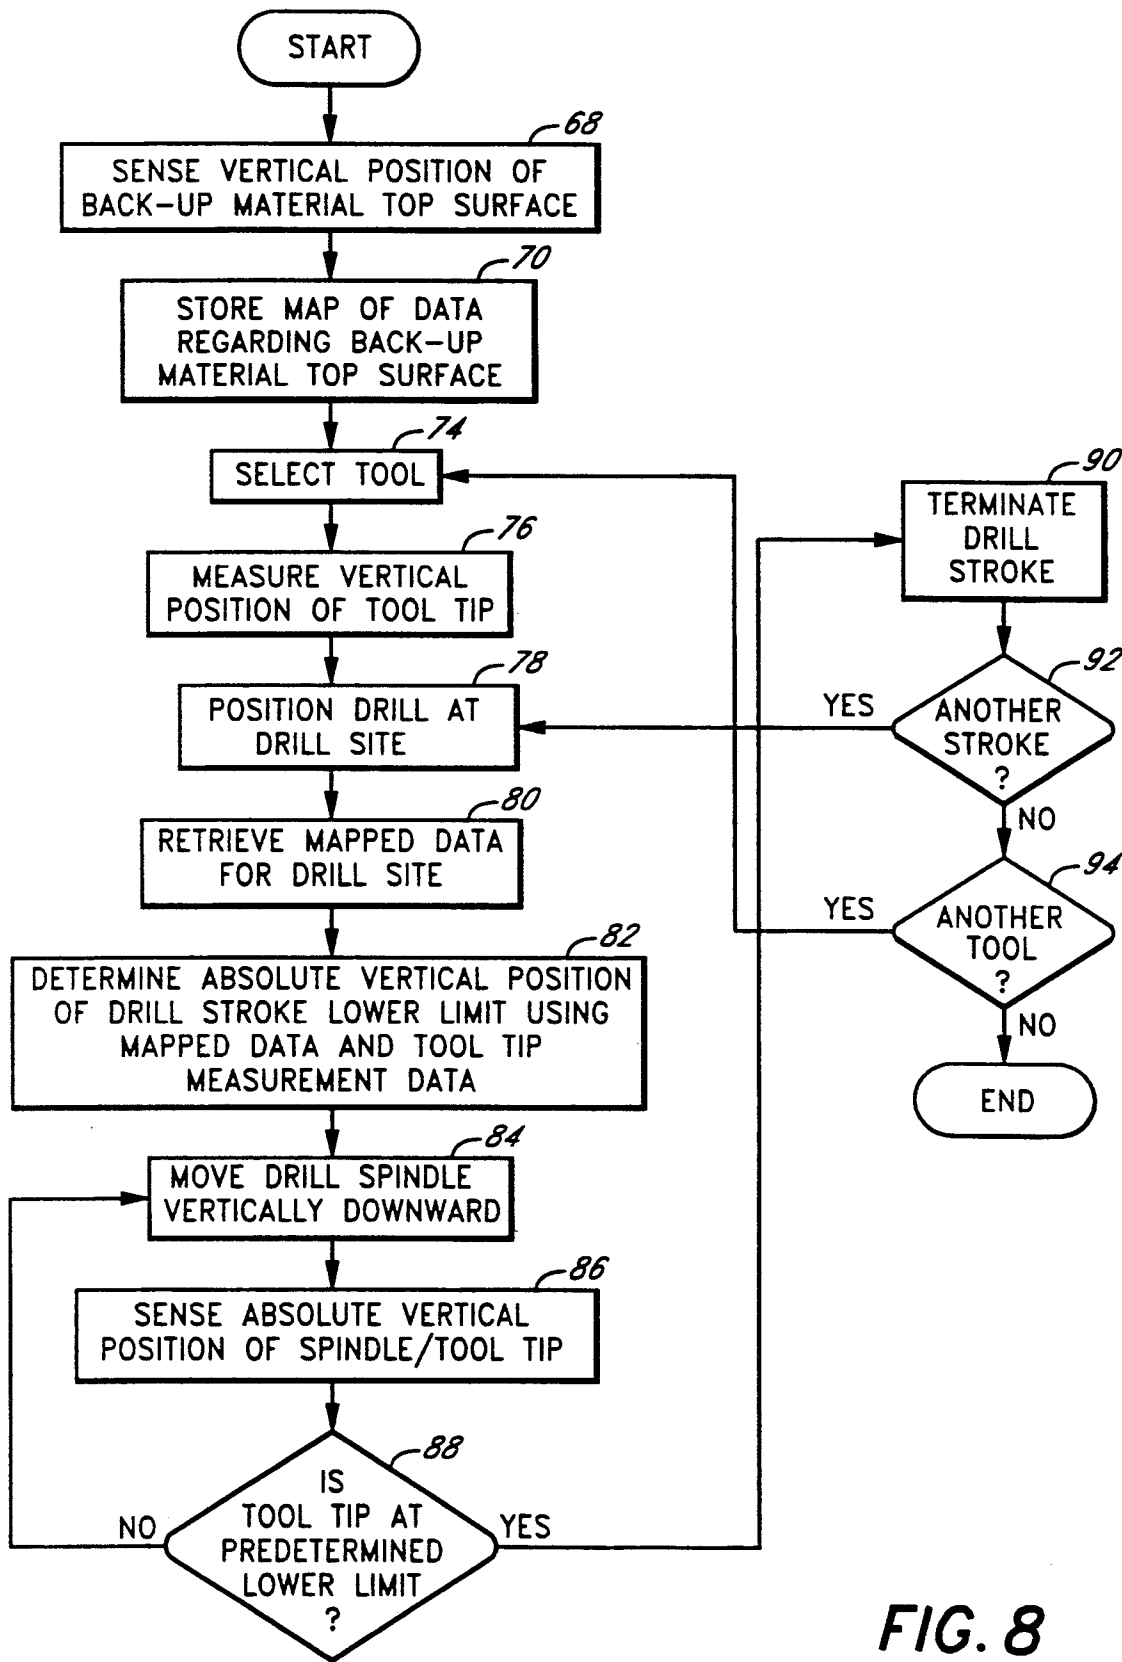 START
68
SENSE VERTICAL POSITION OF
BACK-UP MATERIAL TOP SURFACE
70
STORE MAP OF DATA
REGARDING BACK-UP
MATERIAL TOP SURFACE
74
SELECT TOOL
76
MEASURE VERTICAL
POSITION OF TOOL TIP
78
POSITION DRILL AT
DRILL SITE
80
RETRIEVE MAPPED DATA
FOR DRILL SITE
82
DETERMINE ABSOLUTE VERTICAL POSITION
OF DRILL STROKE LOWER LIMIT USING
MAPPED DATA AND TOOL TIP
MEASUREMENT DATA
84
MOVE DRILL SPINDLE
VERTICALLY DOWNWARD
86
SENSE ABSOLUTE VERTICAL
POSITION OF SPINDLE/TOOL TIP
88
IS
TOOL TIP AT
PREDETERMINED
LOWER LIMIT
?
NO
YES
90
TERMINATE
DRILL
STROKE
92
ANOTHER
STROKE
?
YES
NO
94
ANOTHER
TOOL
?
YES
NO
END
FIG. 8